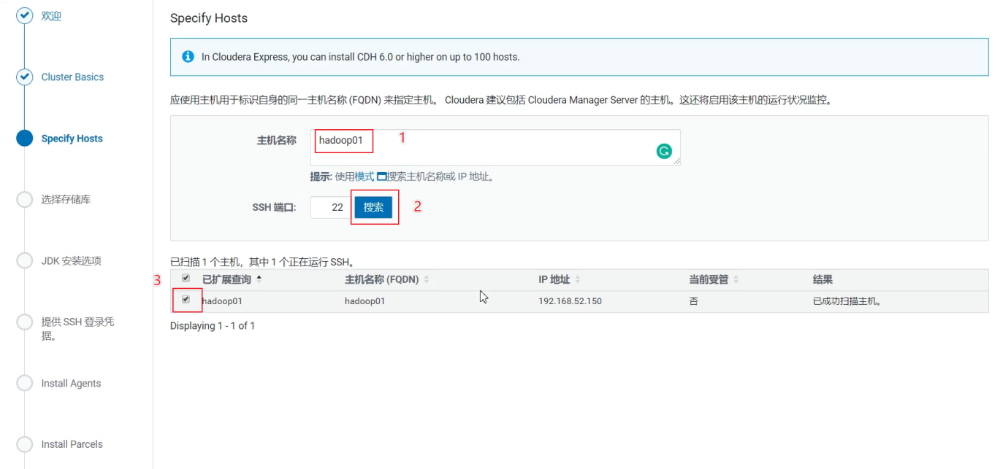 欢迎
Cluster Basics
Specify Hosts
选择存储库
JDK 安装选项
提供 SSH 登录凭
据。
Install Agents
Install Parcels
Specify Hosts
In Cloudera Express, you can install CDH 6.0 or higher on up to 100 hosts.
应使用主机用于标识自身的同一主机名称 (FQDN) 来指定主机。 Cloudera 建议包括 Cloudera Manager Server 的主机。这还将启用该主机的运行状况监控。
主机名称 hadoop01 1
提示: 使用模式 搜索主机名称或 IP 地址。
SSH 端口: 22 搜索 2
已扫描 1 个主机，其中 1 个正在运行 SSH。
3 已扩展查询 主机名称 (FQDN) IP 地址 当前受管 结果
hadoop01 hadoop01 192.168.52.150 否 已成功扫描主机。
Displaying 1 - 1 of 1